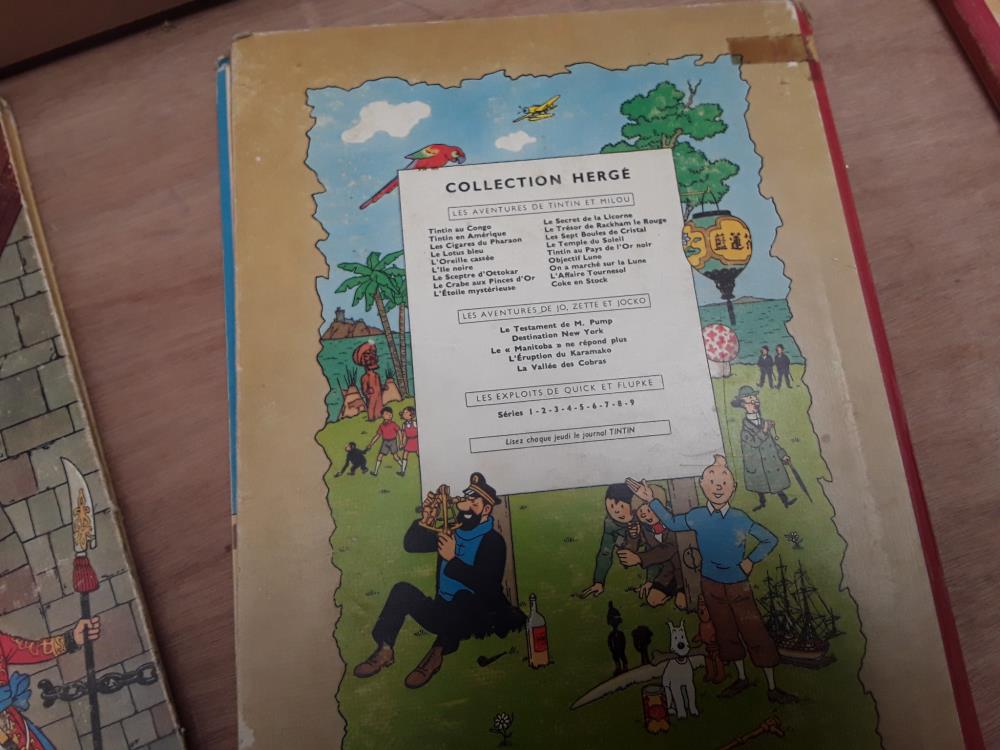 COLLECTION HERGÉ
LES AVENTURES DE TINTIN ET MILOU
Tintin au Congo
Tintin en Amérique
Les Cigares du Pharaon
Le Lotus bleu
L'Oreille cassée
L'Ile noire
Le Sceptre d'Ottokar
Le Crabe aux Pinces d'Or
L'Étoile mystérieuse
Le Secret de la Licorne
Le Trésor de Rackham le Rouge
Les Sept Boules de Cristal
Le Temple du Soleil
Tintin au Pays de l'Or noir
Objectif Lune
On a marché sur la Lune
L'Affaire Tournesol
Coke en Stock
LES AVENTURES DE JO, ZETTE ET JOCKO
Le Testament de M. Pump
Destination New York
Le « Manitoba » ne répond plus
L'Éruption du Karamako
La Vallée des Cobras
LES EXPLOITS DE QUICK ET FLUPKE
Séries 1 - 2 - 3 - 4 - 5 - 6 - 7 - 8 - 9
Lisez chaque jeudi le journal TINTIN